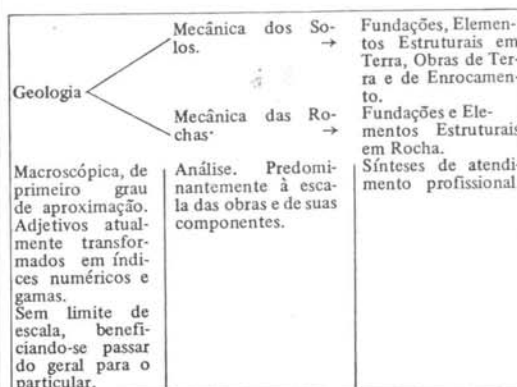 Geologia
Mecânica dos So-
los. →
Mecânica das Ro-
chas· →
Fundações, Elemen-
tos Estruturais em
Terra, Obras de Ter-
ra e de Enrocamen-
to.
Fundações e Ele-
mentos Estruturais
em Rocha.
Macroscópica, de
primeiro grau
de aproximação.
Adjetivos atual-
mente transfor-
mados em índi-
ces numéricos e
gamas.
Sem limite de
escala, benefi-
ciando-se passar
do geral para o
particular.
Análise. Predomi-
nantemente à esca-
la das obras e de suas
componentes.
Sínteses de atendi-
mento profissional